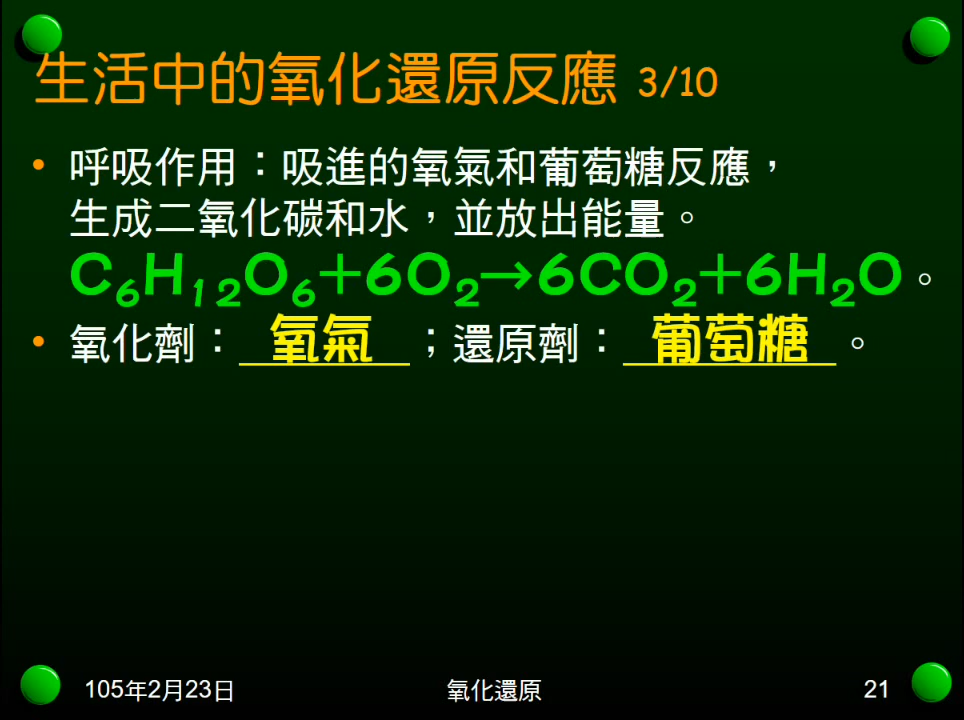 生活中的氧化還原反應 3/10
• 呼吸作用：吸進的氧氣和葡萄糖反應，
生成二氧化碳和水，並放出能量。
C₆H₁₂O₆＋6O₂→6CO₂＋6H₂O。
• 氧化劑：氧氣；還原劑：葡萄糖。
105年2月23日
氧化還原
21